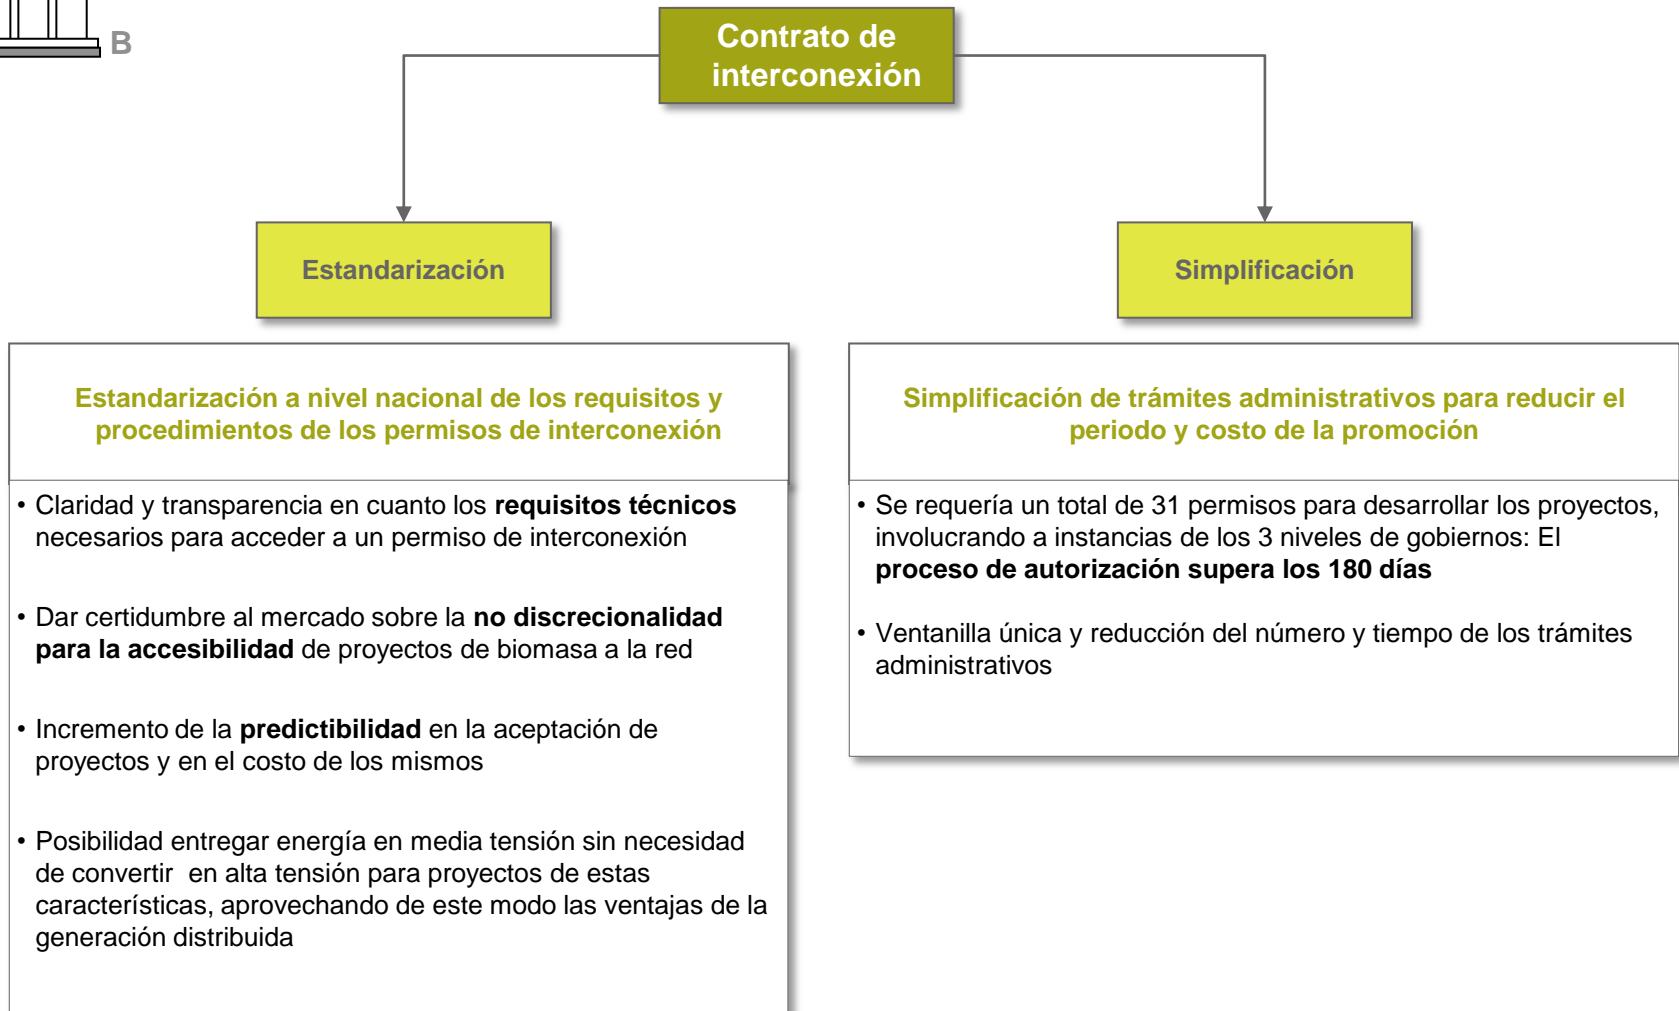 B
Contrato de
interconexión
Estandarización
Simplificación
Estandarización a nivel nacional de los requisitos y
procedimientos de los permisos de interconexión
• Claridad y transparencia en cuanto los requisitos técnicos
necesarios para acceder a un permiso de interconexión
• Dar certidumbre al mercado sobre la no discrecionalidad
para la accesibilidad de proyectos de biomasa a la red
• Incremento de la predictibilidad en la aceptación de
proyectos y en el costo de los mismos
• Posibilidad entregar energía en media tensión sin necesidad
de convertir  en alta tensión para proyectos de estas
características, aprovechando de este modo las ventajas de la
generación distribuida
Simplificación de trámites administrativos para reducir el
periodo y costo de la promoción
• Se requería un total de 31 permisos para desarrollar los proyectos,
involucrando a instancias de los 3 niveles de gobiernos: El
proceso de autorización supera los 180 días
• Ventanilla única y reducción del número y tiempo de los trámites
administrativos